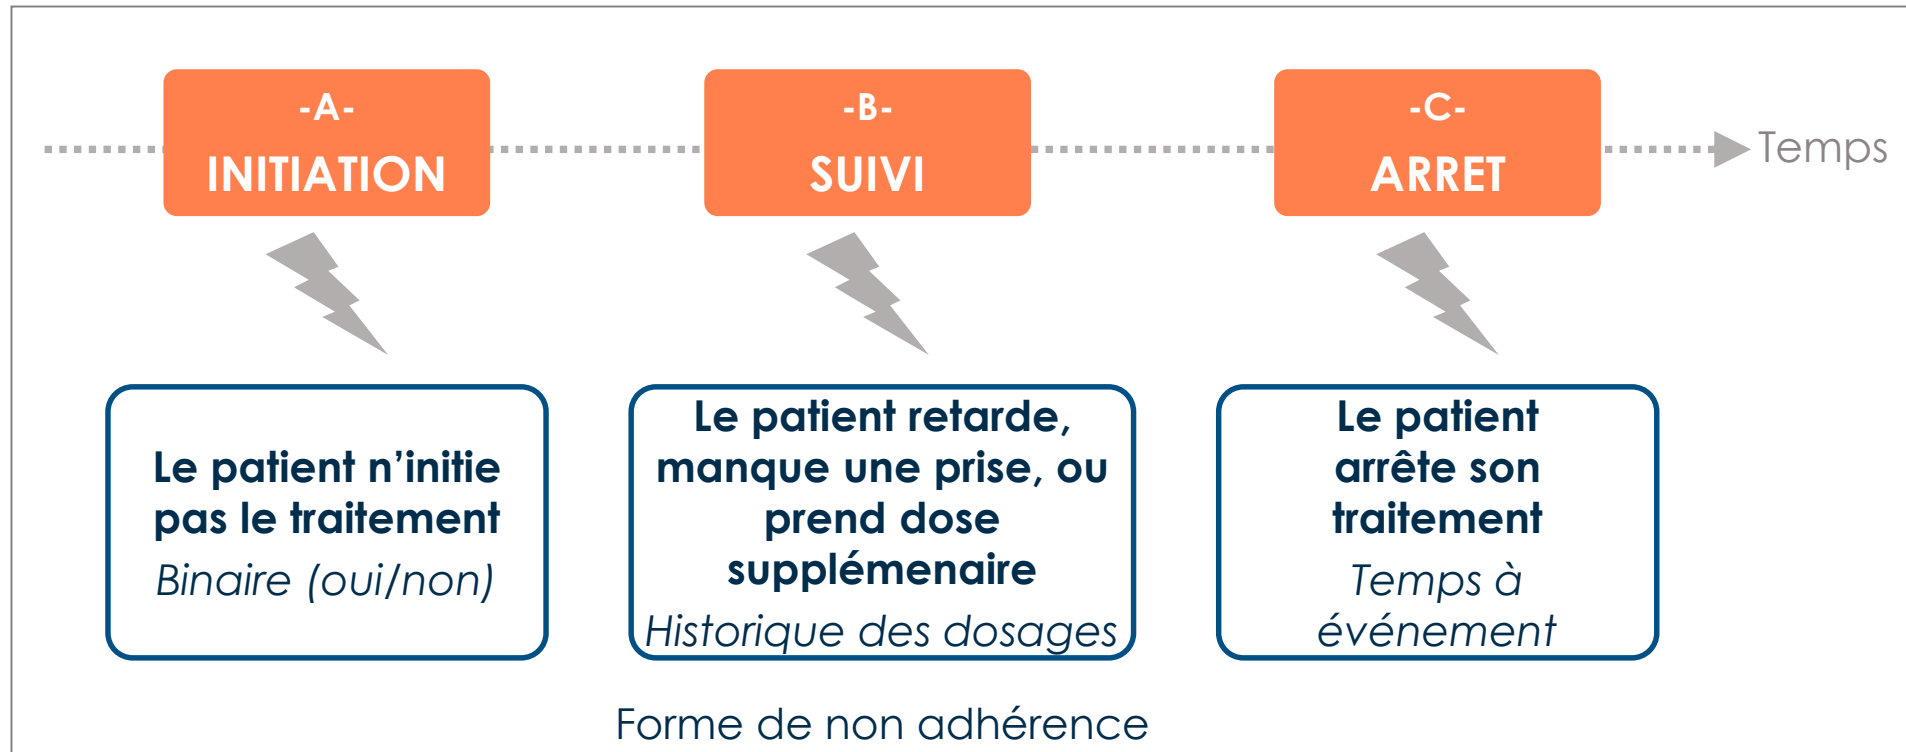 -A-
INITIATION
-B-
SUIVI
-C-
ARRET
Temps
Le patient n’initie
pas le traitement
Binaire (oui/non)
Le patient retarde,
manque une prise, ou
prend dose
supplémenaire
Historique des dosages
Le patient
arrête son
traitement
Temps à
événement
Forme de non adhérence